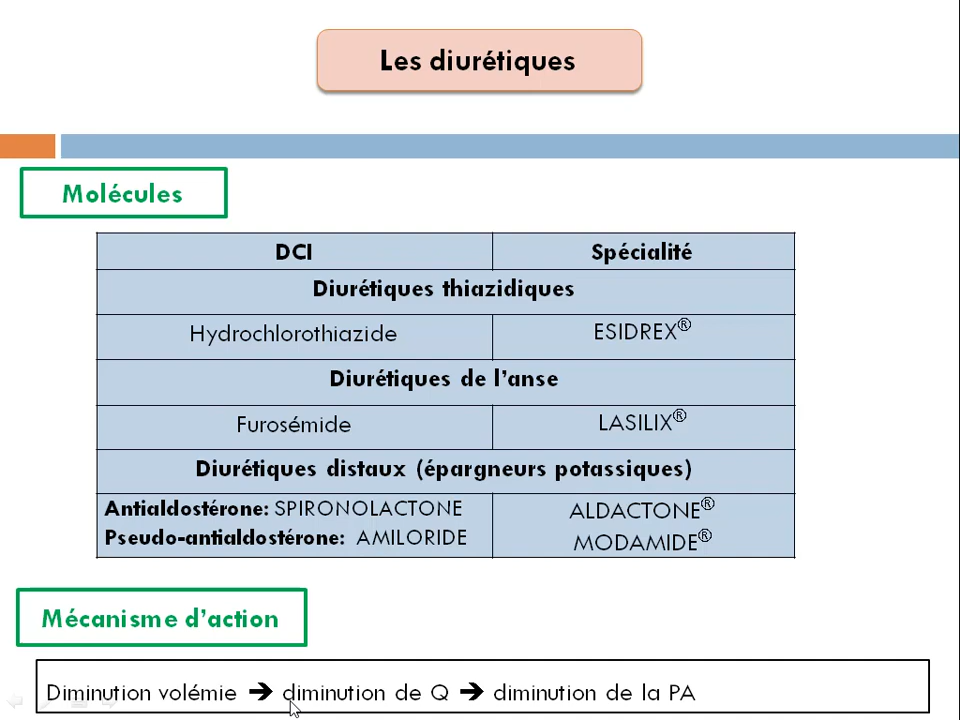 Les diurétiques
Molécules
DCI Spécialité
Diurétiques thiazidiques
Hydrochlorothiazide ESIDREX®
Diurétiques de l’anse
Furosémide LASILIX®
Diurétiques distaux (épargneurs potassiques)
Antialdostérone: SPIRONOLACTONE ALDACTONE®
Pseudo-antialdostérone: AMILORIDE MODAMIDE®
Mécanisme d’action
Diminution volémie ➔ diminution de Q ➔ diminution de la PA